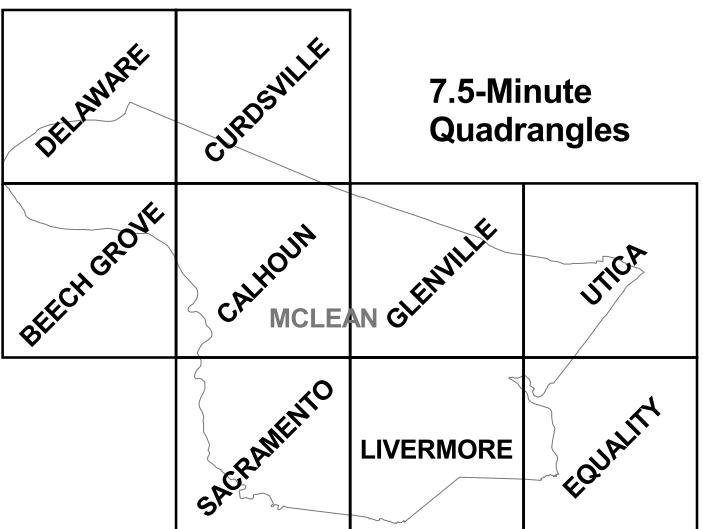 DELAWARE
CURDSVILLE
7.5-Minute
Quadrangles
BEECH GROVE
CALHOUN
GLENVILLE
UTICA
MCLEAN
SACRAMENTO
LIVERMORE
EQUALITY